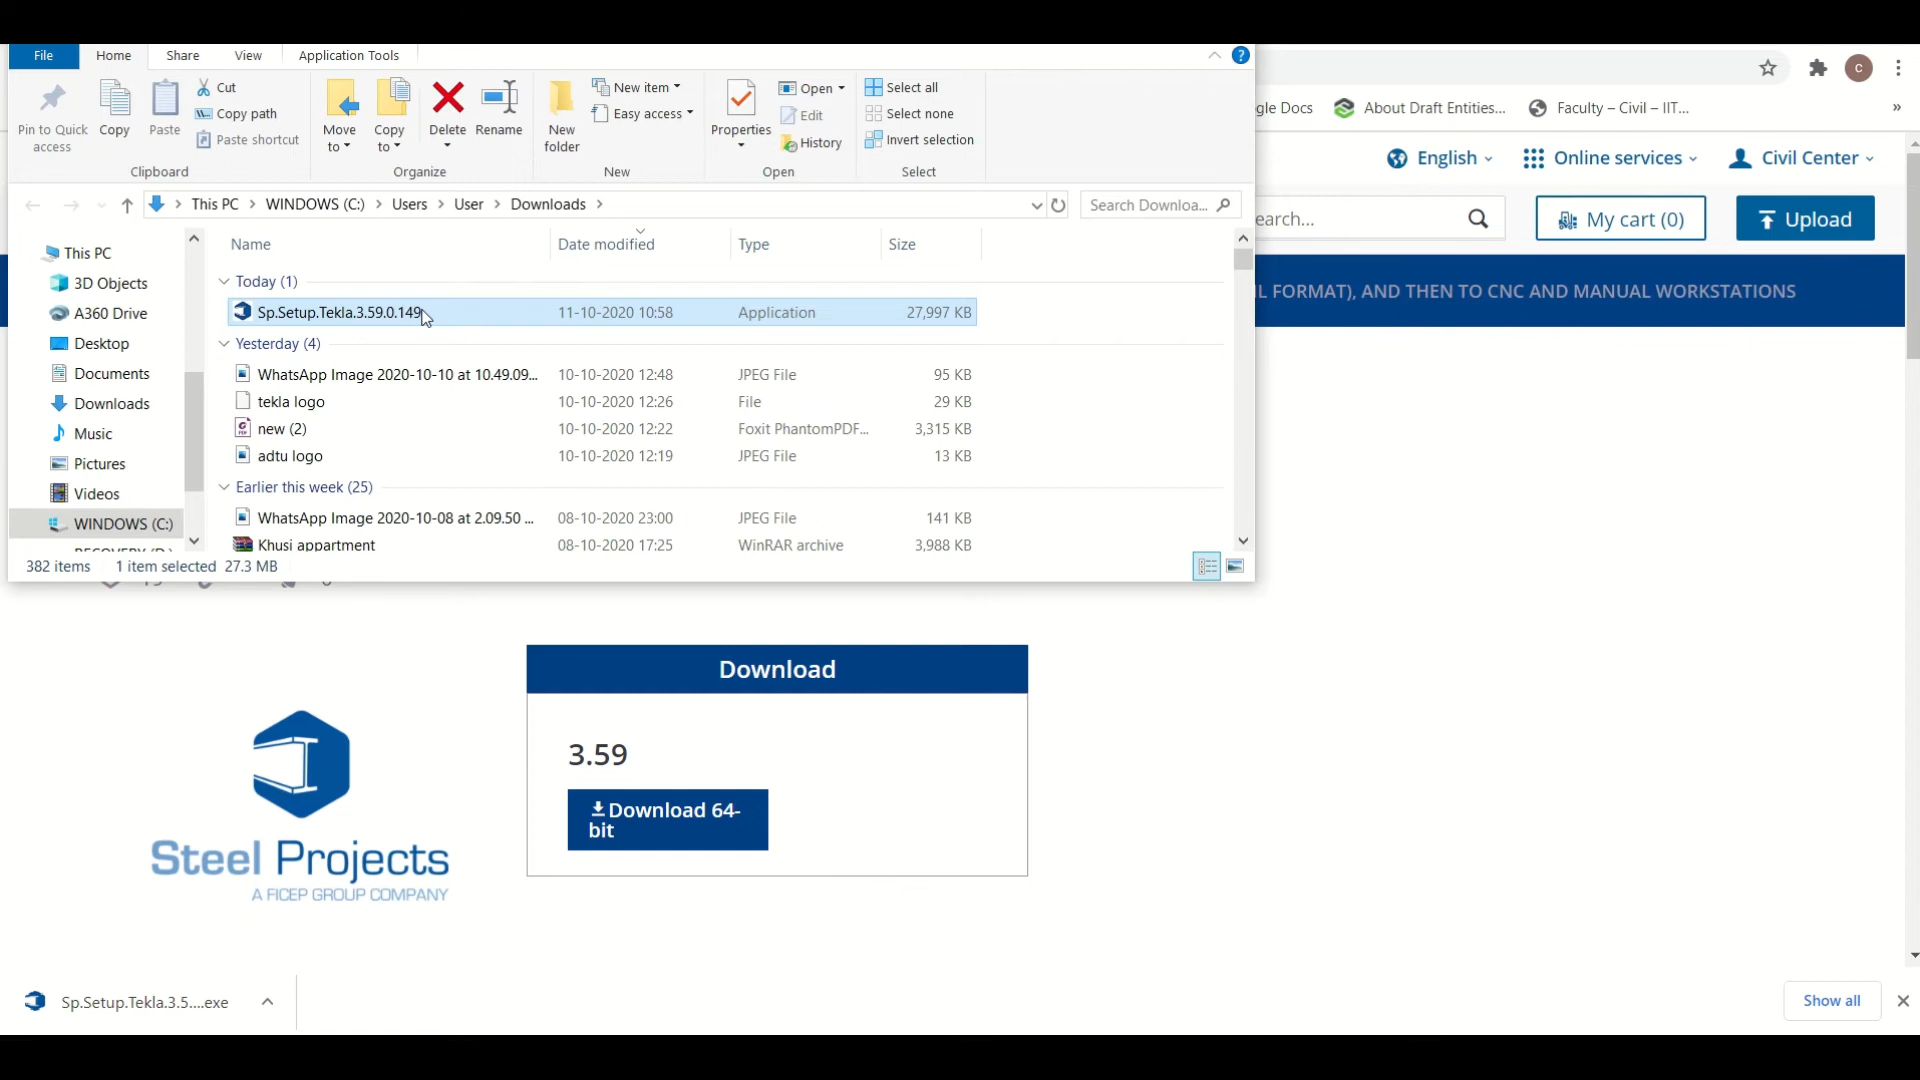 File Home Share View Application Tools
Pin to Quick access
Copy
Paste
Cut
Copy path
Paste shortcut
Clipboard
Move to
Copy to
Delete
Rename
Organize
New folder
New item
Easy access
New
Properties
Open
Edit
History
Open
Select all
Select none
Invert selection
Select
This PC > WINDOWS (C:) > Users > User > Downloads >
Search Downloa...
This PC
3D Objects
A360 Drive
Desktop
Documents
Downloads
Music
Pictures
Videos
WINDOWS (C:)
Name Date modified Type Size
Today (1)
Sp.Setup.Tekla.3.59.0.149 11-10-2020 10:58 Application 27,997 KB
Yesterday (4)
WhatsApp Image 2020-10-10 at 10.49.09... 10-10-2020 12:48 JPEG File 95 KB
tekla logo 10-10-2020 12:26 File 29 KB
new (2) 10-10-2020 12:22 Foxit PhantomPDF... 3,315 KB
adtu logo 10-10-2020 12:19 JPEG File 13 KB
Earlier this week (25)
WhatsApp Image 2020-10-08 at 2.09.50 ... 08-10-2020 23:00 JPEG File 141 KB
Khusi appartment 08-10-2020 17:25 WinRAR archive 3,988 KB
382 items 1 item selected 27.3 MB
C
gle Docs About Draft Entities... Faculty – Civil – IIT... »
English Online services Civil Center
earch... My cart (0) Upload
IL FORMAT), AND THEN TO CNC AND MANUAL WORKSTATIONS
Download
3.59
Download 64-
bit
Steel Projects
A FICEP GROUP COMPANY
Sp.Setup.Tekla.3.5....exe
Show all